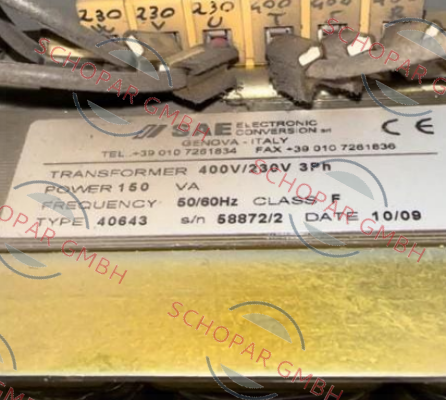 230 230 230 400 400
W V U T R
SAE ELECTRONIC
CONVERSION srl
GENOVA - ITALY
TEL. +39 010 7261834 FAX +39 010 7261836
CE
TRANSFORMER 400V/230V 3Ph
POWER 150 VA
FREQUENCY 50/60Hz CLASS F
TYPE 40643 s/n 58872/2 DATE 10/09
SCHOPAR GMBH
SCHOPAR GMBH
SCHOPAR GMBH
SCHOPAR GMBH
SCHOPAR GMBH
SCHOPAR GMBH